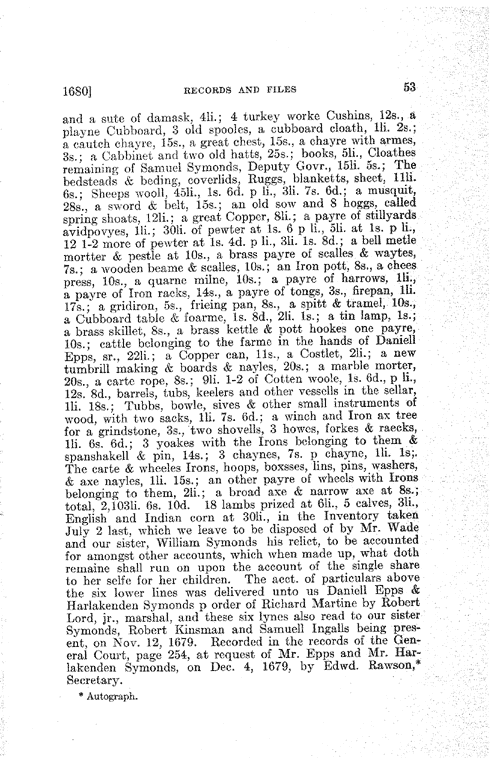 1680] RECORDS AND FILES 53
and a sute of damask, 4li.; 4 turkey worke Cushins, 12s., a
playne Cubboard, 3 old spooles, a cubboard cloath, 1li. 2s.;
a cautch chayre, 15s., a great chest, 15s., a chayre with armes,
3s.; a Cabbinet and two old hatts, 25s.; books, 5li., Cloathes
remaining of Samuel Symonds, Deputy Govr., 15li. 5s.; The
bedsteads & beding, coverlids, Ruggs, blanketts, sheet, 11li.
6s.; Sheeps wooll, 45li., 1s. 6d. p li., 3li. 7s. 6d.; a musquit,
28s., a sword & belt, 15s.; an old sow and 8 hoggs, called
spring shoats, 12li.; a great Copper, 8li.; a payre of stillyards
avidpovyes, 1li.; 30li. of pewter at 1s. 6 p li., 5li. at 1s. p li.,
12 1-2 more of pewter at 1s. 4d. p li., 3li. 1s. 8d.; a bell metle
mortter & pestle at 10s., a brass payre of scalles & waytes,
7s.; a wooden beame & scalles, 10s.; an Iron pott, 8s., a chees
press, 10s., a quarne milne, 10s.; a payre of harrows, 1li.,
a payre of Iron racks, 14s., a payre of tongs, 3s., firepan, 1li.
17s.; a gridiron, 5s., frieing pan, 8s., a spitt & tramel, 10s.,
a Cubboard table & foarme, 1s. 8d., 2li. 1s.; a tin lamp, 1s.;
a brass skillet, 8s., a brass kettle & pott hookes one payre,
10s.; cattle belonging to the farme in the hands of Daniell
Epps, sr., 22li.; a Copper can, 11s., a Costlet, 2li.; a new
tumbrill making & boards & nayles, 20s.; a marble morter,
20s., a carte rope, 8s.; 9li. 1-2 of Cotten woole, 1s. 6d., p li.,
12s. 8d., barrels, tubs, keelers and other vessells in the sellar,
1li. 18s.; Tubbs, bowle, sives & other small instruments of
wood, with two sacks, 1li. 7s. 6d.; a winch and Iron ax tree
for a grindstone, 3s., two shovells, 3 howes, forkes & raecks,
1li. 6s. 6d.; 3 yoakes with the Irons belonging to them &
spanshakell & pin, 14s.; 3 chaynes, 7s. p chayne, 1li. 1s;.
The carte & wheeles Irons, hoops, boxsses, lins, pins, washers,
& axe nayles, 1li. 15s.; an other payre of wheels with Irons
belonging to them, 2li.; a broad axe & narrow axe at 8s.;
total, 2,103li. 6s. 10d. 18 lambs prized at 6li., 5 calves, 3li.,
English and Indian corn at 30li., in the Inventory taken
July 2 last, which we leave to be disposed of by Mr. Wade
and our sister, William Symonds his relict, to be accounted
for amongst other accounts, which when made up, what doth
remaine shall run on upon the account of the single share
to her selfe for her children. The acct. of particulars above
the six lower lines was delivered unto us Daniell Epps &
Harlakenden Symonds p order of Richard Martine by Robert
Lord, jr., marshal, and these six lynes also read to our sister
Symonds, Robert Kinsman and Samuell Ingalls being pres-
ent, on Nov. 12, 1679. Recorded in the records of the Gen-
eral Court, page 254, at request of Mr. Epps and Mr. Har-
lakenden Symonds, on Dec. 4, 1679, by Edwd. Rawson,*
Secretary.
* Autograph.